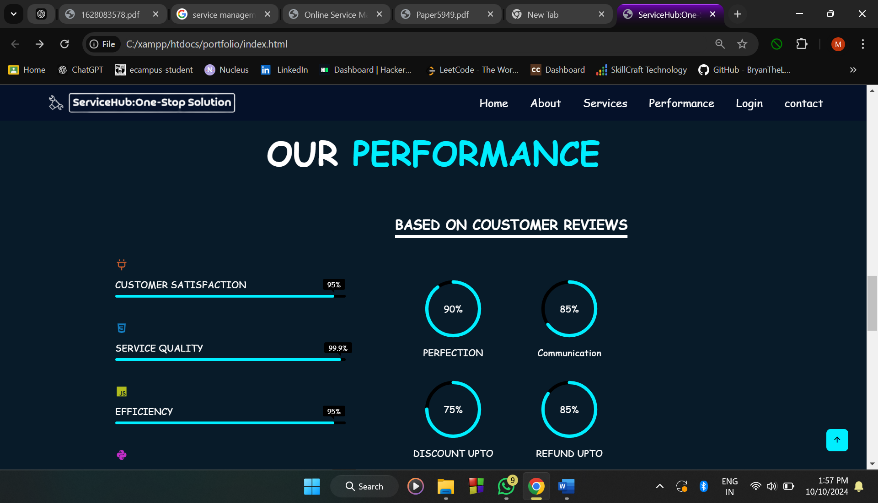 1628083578.pdf
service managem
Online Service M
Paper5949.pdf
New Tab
ServiceHub:One
File
C:/xampp/htdocs/portfolio/index.html
M
Home
ChatGPT
ecampus-student
Nucleus
LinkedIn
Dashboard | Hacker...
LeetCode - The Wor...
CC Dashboard
SkillCraft Technology
GitHub - BryanTheL...
ServiceHub:One-Stop Solution
Home
About
Services
Performance
Login
contact
OUR PERFORMANCE
BASED ON COUSTOMER REVIEWS
CUSTOMER SATISFACTION
95%
SERVICE QUALITY
99.9%
EFFICIENCY
95%
90%
85%
PERFECTION
Communication
75%
85%
DISCOUNT UPTO
REFUND UPTO
Search
9
ENG
IN
1:57 PM
10/10/2024